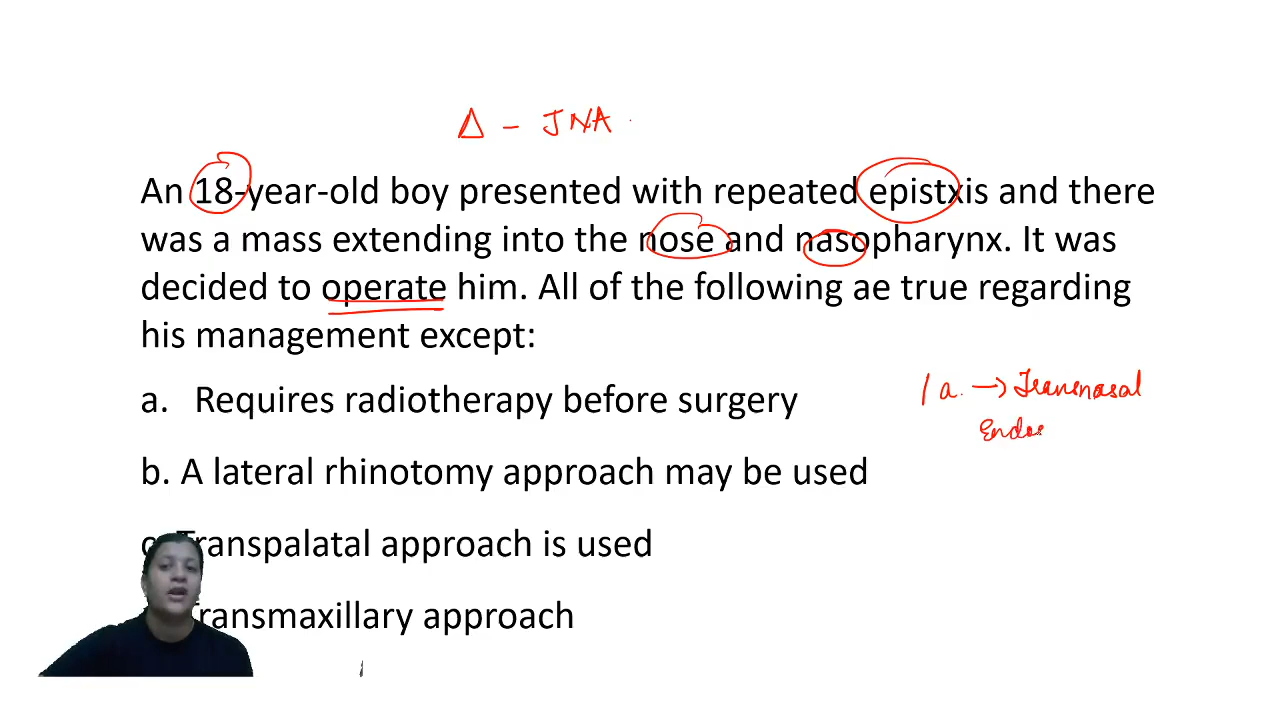 Δ - JNA
An 18-year-old boy presented with repeated epistxis and there
was a mass extending into the nose and nasopharynx. It was
decided to operate him. All of the following ae true regarding
his management except:
a. Requires radiotherapy before surgery
1a. → Transnasal
Endos
b. A lateral rhinotomy approach may be used
c. Transpalatal approach is used
Transmaxillary approach